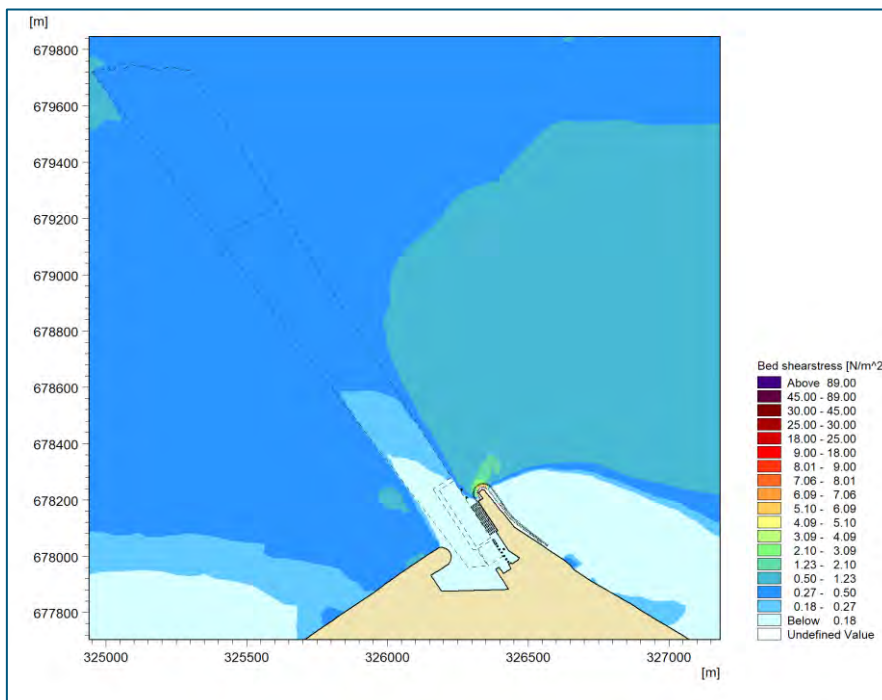 [m]
679800
679600
679400
679200
679000
678800
678600
678400
678200
678000
677800
325000 325500 326000 326500 327000
[m]
Bed shearstress [N/m^2
Above 89.00
45.00 - 89.00
30.00 - 45.00
25.00 - 30.00
18.00 - 25.00
9.00 - 18.00
8.01 - 9.00
7.06 - 8.01
6.09 - 7.06
5.10 - 6.09
4.09 - 5.10
3.09 - 4.09
2.10 - 3.09
1.23 - 2.10
0.50 - 1.23
0.27 - 0.50
0.18 - 0.27
Below 0.18
Undefined Value